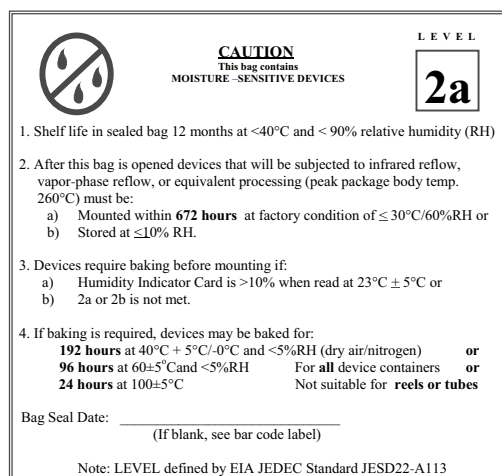 LEVEL
CAUTION
This bag contains
MOISTURE –SENSITIVE DEVICES
2a
1. Shelf life in sealed bag 12 months at <40°C and < 90% relative humidity (RH)
2. After this bag is opened devices that will be subjected to infrared reflow,
vapor-phase reflow, or equivalent processing (peak package body temp.
260°C) must be:
a) Mounted within 672 hours at factory condition of ≤ 30°C/60%RH or
b) Stored at ≤10% RH.
3. Devices require baking before mounting if:
a) Humidity Indicator Card is >10% when read at 23°C ± 5°C or
b) 2a or 2b is not met.
4. If baking is required, devices may be baked for:
192 hours at 40°C + 5°C/-0°C and <5%RH (dry air/nitrogen) or
96 hours at 60±5°Cand <5%RH For all device containers or
24 hours at 100±5°C Not suitable for reels or tubes
Bag Seal Date: ______________________________
(If blank, see bar code label)
Note: LEVEL defined by EIA JEDEC Standard JESD22-A113